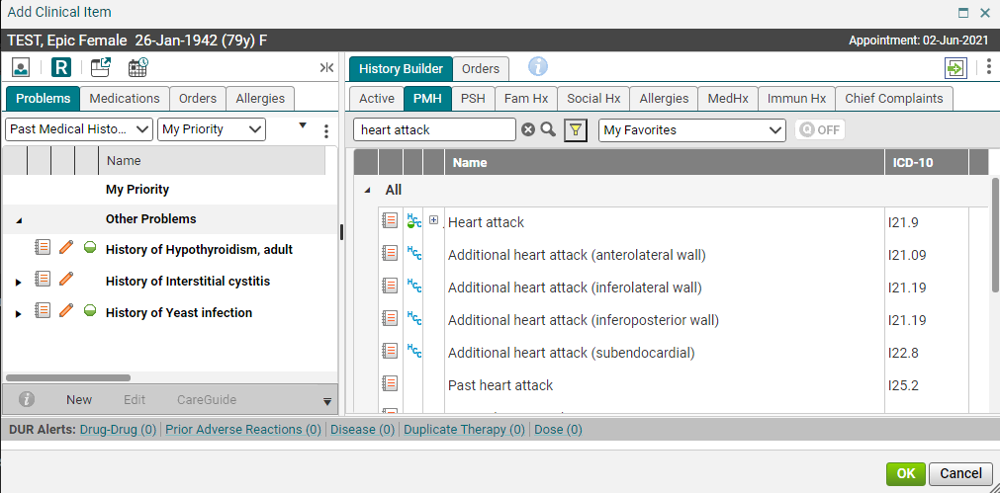 Add Clinical Item
TEST, Epic Female 26-Jan-1942 (79y) F
Appointment: 02-Jun-2021
R
History Builder Orders
Problems Medications Orders Allergies
Active PMH PSH Fam Hx Social Hx Allergies MedHx Immun Hx Chief Complaints
Past Medical Histo... My Priority
heart attack
My Favorites
Q OFF
Name
My Priority
Other Problems
History of Hypothyroidism, adult
History of Interstitial cystitis
History of Yeast infection
New Edit CareGuide
Name ICD-10
All
HCC Heart attack I21.9
HCC Additional heart attack (anterolateral wall) I21.09
HCC Additional heart attack (inferolateral wall) I21.19
HCC Additional heart attack (inferoposterior wall) I21.19
HCC Additional heart attack (subendocardial) I22.8
Past heart attack I25.2
DUR Alerts: Drug-Drug (0) Prior Adverse Reactions (0) Disease (0) Duplicate Therapy (0) Dose (0)
OK Cancel